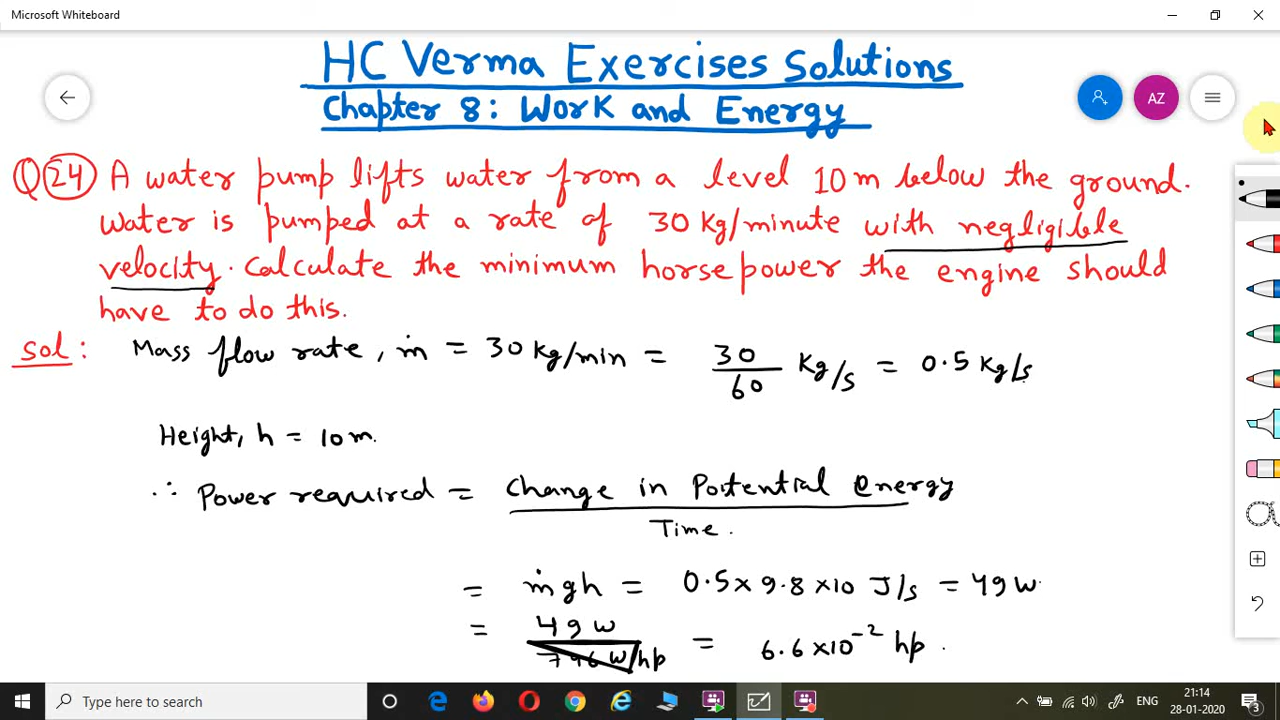 Microsoft Whiteboard
HC Verma Exercises Solutions
Chapter 8: Work and Energy
AZ
Q 24 A water pump lifts water from a level 10 m below the ground.
Water is pumped at a rate of 30 Kg/minute with negligible
velocity. Calculate the minimum horsepower the engine should
have to do this.
Sol: Mass flow rate, ṁ = 30 Kg/min = 30/60 Kg/s = 0.5 Kg/s
Height, h = 10m.
∴ Power required = Change in Potential energy / Time.
= ṁgh = 0.5 x 9.8 x 10 J/s = 49 W.
= 49 W / 746 W/hp = 6.6 x 10⁻² hp.
Type here to search
ENG
21:14
28-01-2020
3